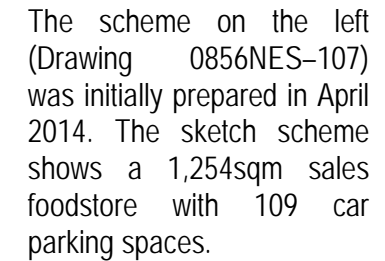 The scheme on the left
(Drawing 0856NES–107)
was initially prepared in April
2014. The sketch scheme
shows a 1,254sqm sales
foodstore with 109 car
parking spaces.